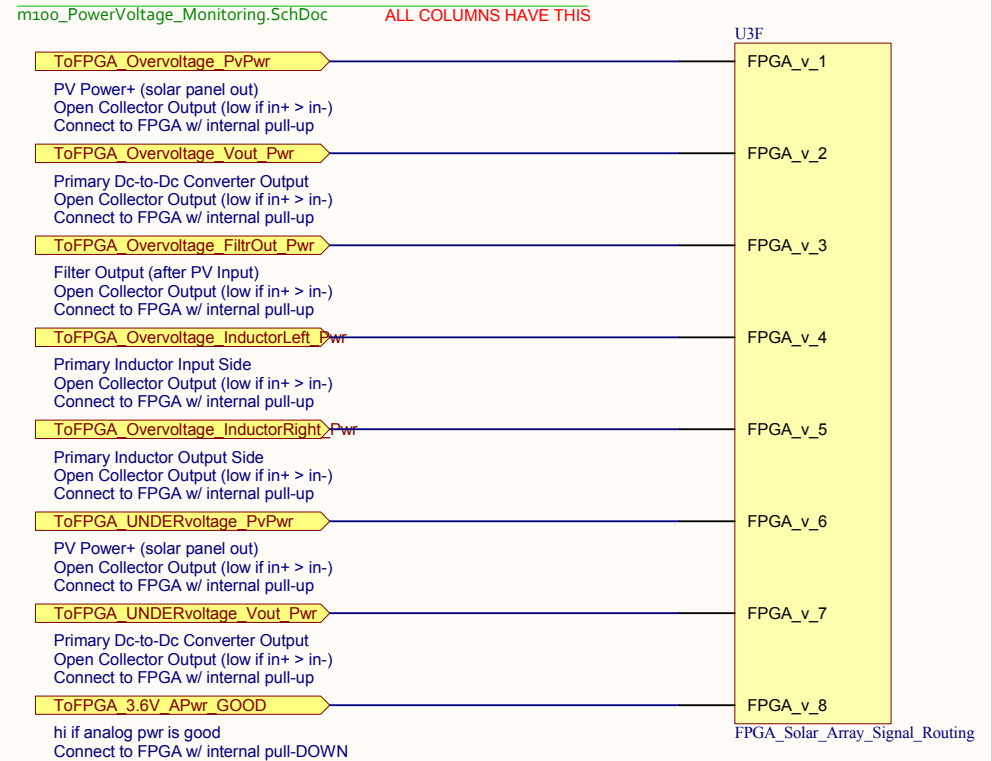 m100_PowerVoltage_Monitoring.SchDoc
ALL COLUMNS HAVE THIS
U3F
ToFPGA_Overvoltage_PvPwr
FPGA_v_1
PV Power+ (solar panel out)
Open Collector Output (low if in+ > in-)
Connect to FPGA w/ internal pull-up
ToFPGA_Overvoltage_Vout_Pwr
FPGA_v_2
Primary Dc-to-Dc Converter Output
Open Collector Output (low if in+ > in-)
Connect to FPGA w/ internal pull-up
ToFPGA_Overvoltage_FiltrOut_Pwr
FPGA_v_3
Filter Output (after PV Input)
Open Collector Output (low if in+ > in-)
Connect to FPGA w/ internal pull-up
ToFPGA_Overvoltage_InductorLeft_Pwr
FPGA_v_4
Primary Inductor Input Side
Open Collector Output (low if in+ > in-)
Connect to FPGA w/ internal pull-up
ToFPGA_Overvoltage_InductorRight_Pwr
FPGA_v_5
Primary Inductor Output Side
Open Collector Output (low if in+ > in-)
Connect to FPGA w/ internal pull-up
ToFPGA_UNDERvoltage_PvPwr
FPGA_v_6
PV Power+ (solar panel out)
Open Collector Output (low if in+ > in-)
Connect to FPGA w/ internal pull-up
ToFPGA_UNDERvoltage_Vout_Pwr
FPGA_v_7
Primary Dc-to-Dc Converter Output
Open Collector Output (low if in+ > in-)
Connect to FPGA w/ internal pull-up
ToFPGA_3.6V_APwr_GOOD
FPGA_v_8
hi if analog pwr is good
FPGA_Solar_Array_Signal_Routing
Connect to FPGA w/ internal pull-DOWN